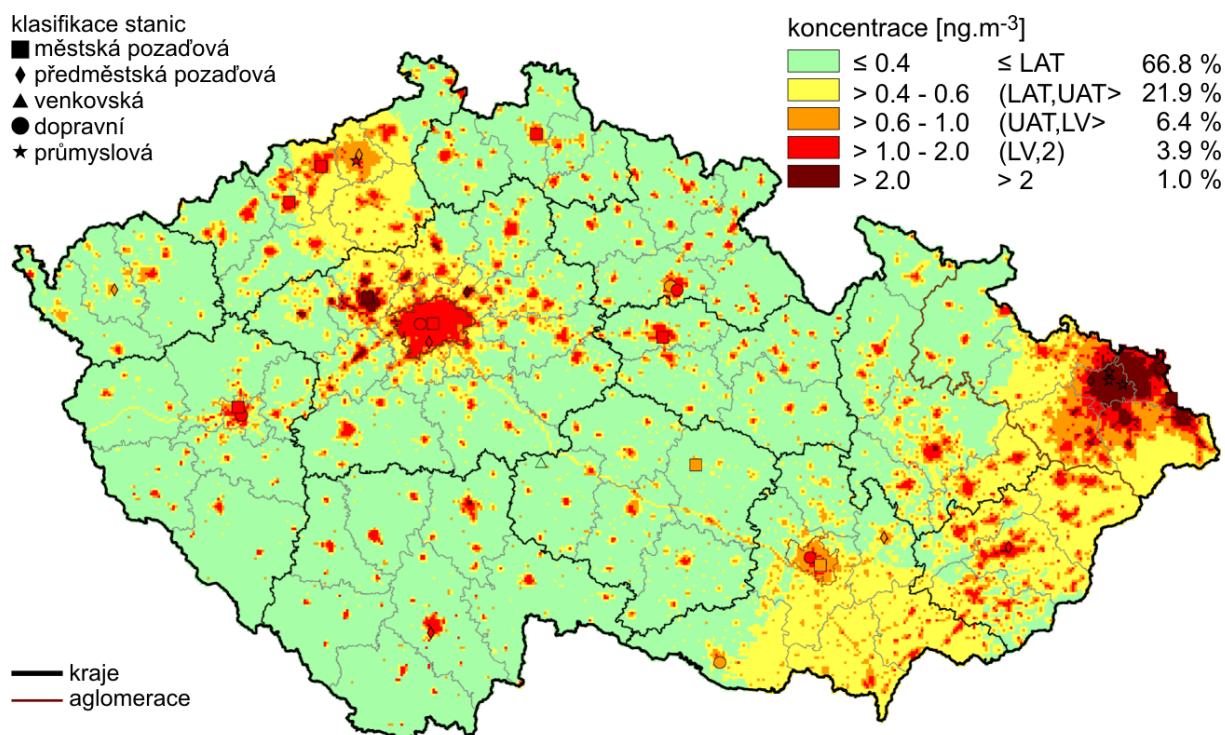 klasifikace stanic
městská pozaďová
předměstská pozaďová
venkovská
dopravní
průmyslová
koncentrace [ng.m-3]
≤ 0.4 ≤ LAT 66.8 %
> 0.4 - 0.6 (LAT,UAT> 21.9 %
> 0.6 - 1.0 (UAT,LV> 6.4 %
> 1.0 - 2.0 (LV,2) 3.9 %
> 2.0 > 2 1.0 %
kraje
aglomerace